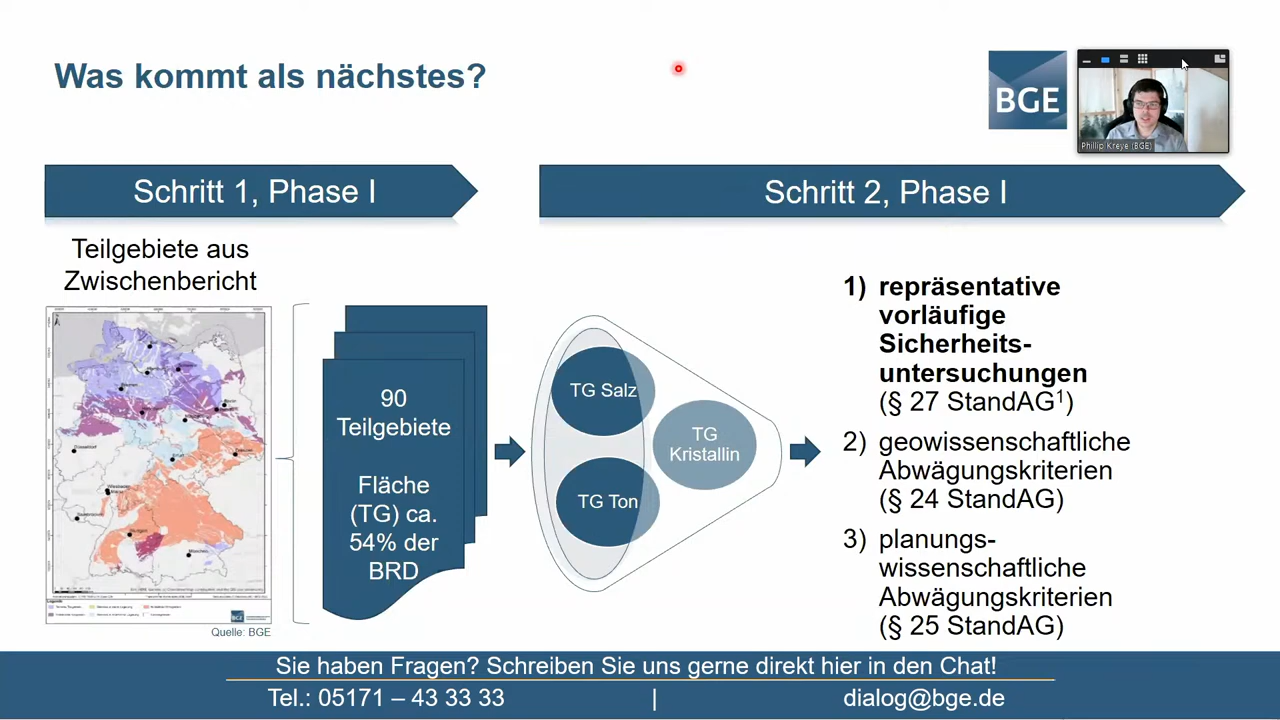 Was kommt als nächstes?
BGE
Phillip Kreye (BGE)
Schritt 1, Phase I
Schritt 2, Phase I
Teilgebiete aus
Zwischenbericht
90
Teilgebiete
Fläche
(TG) ca.
54% der
BRD
TG Salz
TG
Kristallin
TG Ton
1) repräsentative
vorläufige
Sicherheits-
untersuchungen
(§ 27 StandAG¹)
2) geowissenschaftliche
Abwägungskriterien
(§ 24 StandAG)
3) planungs-
wissenschaftliche
Abwägungskriterien
(§ 25 StandAG)
BGE
Quelle: BGE
Sie haben Fragen? Schreiben Sie uns gerne direkt hier in den Chat!
Tel.: 05171 – 43 33 33 | dialog@bge.de